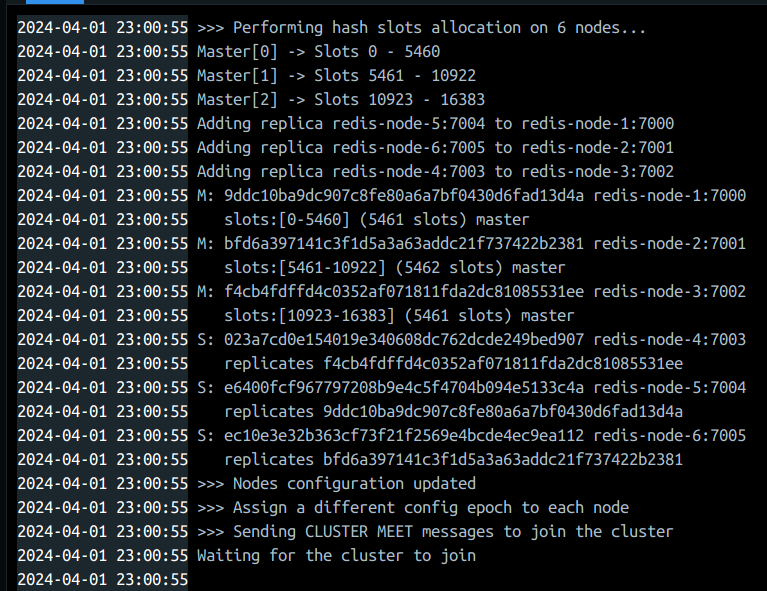 2024-04-01 23:00:55 >>> Performing hash slots allocation on 6 nodes...
2024-04-01 23:00:55 Master[0] -> Slots 0 - 5460
2024-04-01 23:00:55 Master[1] -> Slots 5461 - 10922
2024-04-01 23:00:55 Master[2] -> Slots 10923 - 16383
2024-04-01 23:00:55 Adding replica redis-node-5:7004 to redis-node-1:7000
2024-04-01 23:00:55 Adding replica redis-node-6:7005 to redis-node-2:7001
2024-04-01 23:00:55 Adding replica redis-node-4:7003 to redis-node-3:7002
2024-04-01 23:00:55 M: 9ddc10ba9dc907c8fe80a6a7bf0430d6fad13d4a redis-node-1:7000
2024-04-01 23:00:55    slots:[0-5460] (5461 slots) master
2024-04-01 23:00:55 M: bfd6a397141c3f1d5a3a63addc21f737422b2381 redis-node-2:7001
2024-04-01 23:00:55    slots:[5461-10922] (5462 slots) master
2024-04-01 23:00:55 M: f4cb4fdffd4c0352af071811fda2dc81085531ee redis-node-3:7002
2024-04-01 23:00:55    slots:[10923-16383] (5461 slots) master
2024-04-01 23:00:55 S: 023a7cd0e154019e340608dc762dcde249bed907 redis-node-4:7003
2024-04-01 23:00:55    replicates f4cb4fdffd4c0352af071811fda2dc81085531ee
2024-04-01 23:00:55 S: e6400fcf967797208b9e4c5f4704b094e5133c4a redis-node-5:7004
2024-04-01 23:00:55    replicates 9ddc10ba9dc907c8fe80a6a7bf0430d6fad13d4a
2024-04-01 23:00:55 S: ec10e3e32b363cf73f21f2569e4bcde4ec9ea112 redis-node-6:7005
2024-04-01 23:00:55    replicates bfd6a397141c3f1d5a3a63addc21f737422b2381
2024-04-01 23:00:55 >>> Nodes configuration updated
2024-04-01 23:00:55 >>> Assign a different config epoch to each node
2024-04-01 23:00:55 >>> Sending CLUSTER MEET messages to join the cluster
2024-04-01 23:00:55 Waiting for the cluster to join
2024-04-01 23:00:55